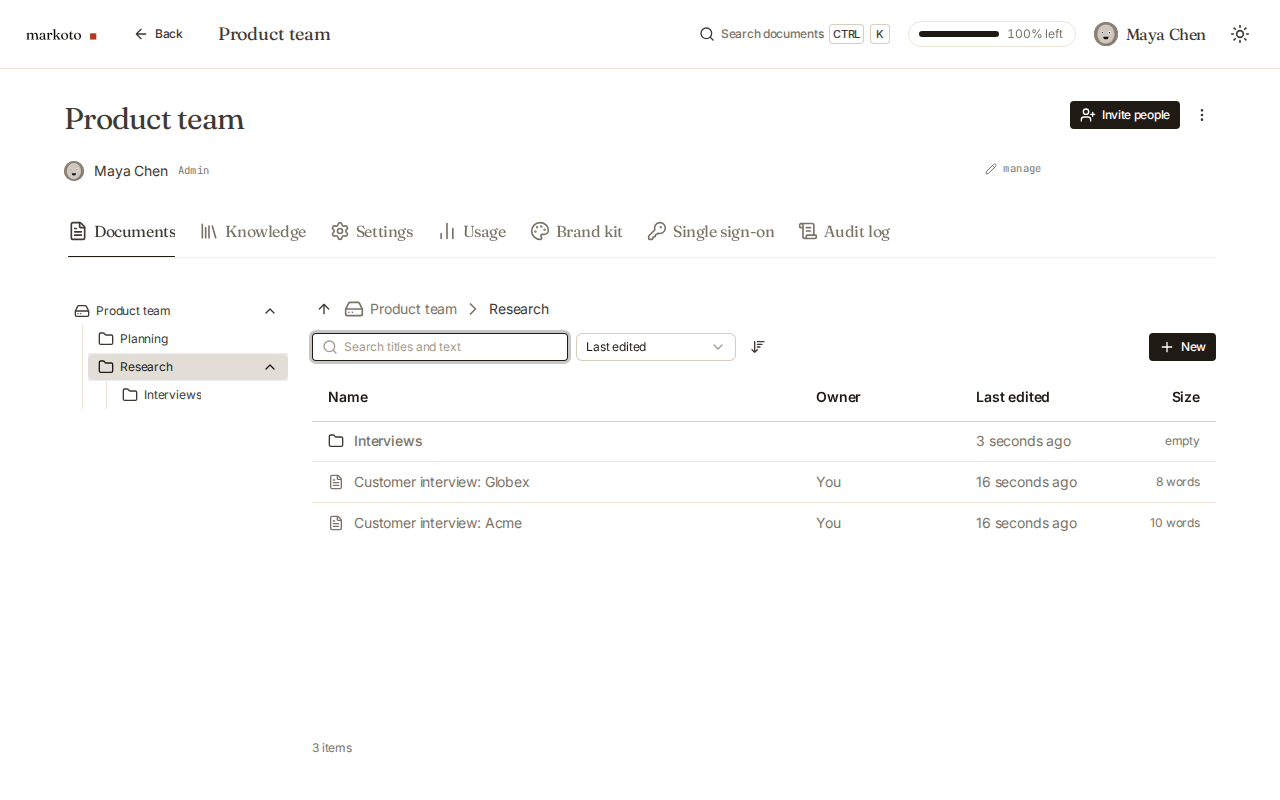 markoto
Back
Product team
Search documents CTRL K
100% left
Maya Chen
Product team
Invite people
Maya Chen Admin
manage
Documents
Knowledge
Settings
Usage
Brand kit
Single sign-on
Audit log
Product team
Planning
Research
Interviews
Product team > Research
Search titles and text
Last edited
New
Name Owner Last edited Size
Interviews 3 seconds ago empty
Customer interview: Globex You 16 seconds ago 8 words
Customer interview: Acme You 16 seconds ago 10 words
3 items